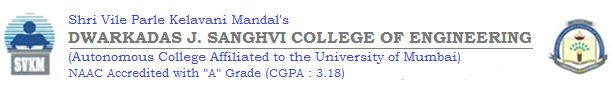 Shri Vile Parle Kelavani Mandal's
DWARKADAS J. SANGHVI COLLEGE OF ENGINEERING
(Autonomous College Affiliated to the University of Mumbai)
NAAC Accredited with "A" Grade (CGPA : 3.18)
SVKM